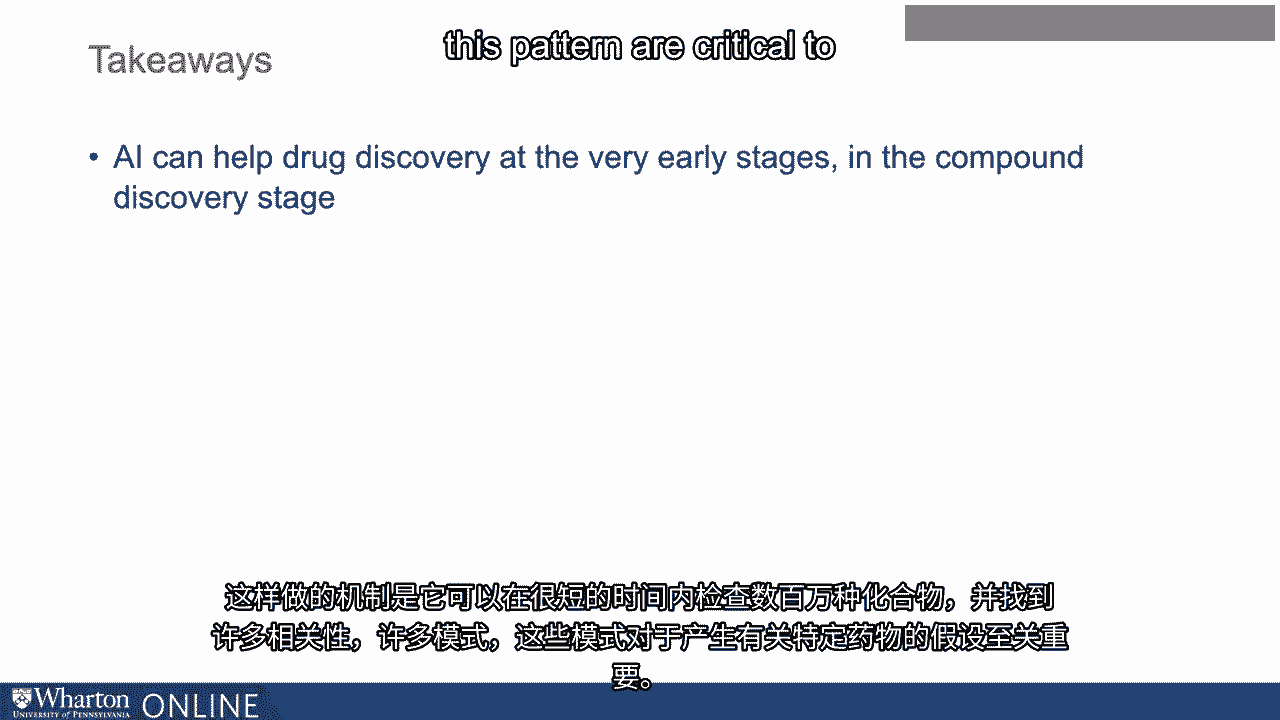 this pattern are critical to
Takeaways
• AI can help drug discovery at the very early stages, in the compound
discovery stage
这样做的机制是它可以在很短的时间内检查数百万种化合物，并找到
许多相关性，许多模式，这些模式对于产生有关特定药物的假设至关重
要。
Wharton ONLINE
UNIVERSITY of PENNSYLVANIA